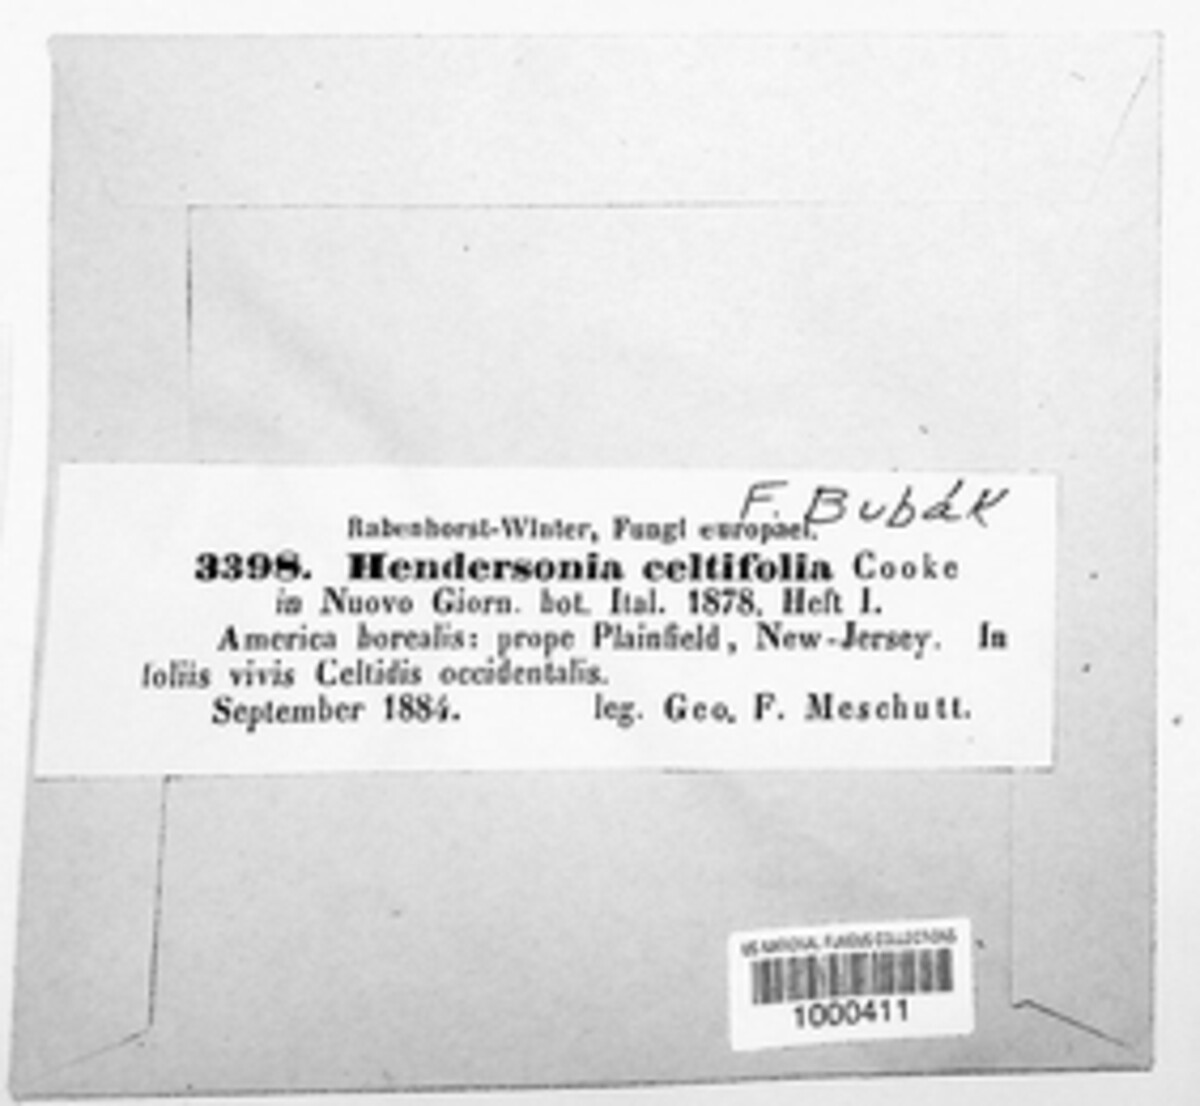 F. Bubák
Rabenhorst-Winter, Fungi europaei.
3398. Hendersonia celtifolia Cooke
in Nuovo Giorn. bot. Ital. 1878, Heft I.
America borealis: prope Plainfield, New-Jersey. In
foliis vivis Celtidis occidentalis.
September 1884. leg. Geo. F. Meschutt.
US NATIONAL FUNGUS COLLECTIONS
1000411